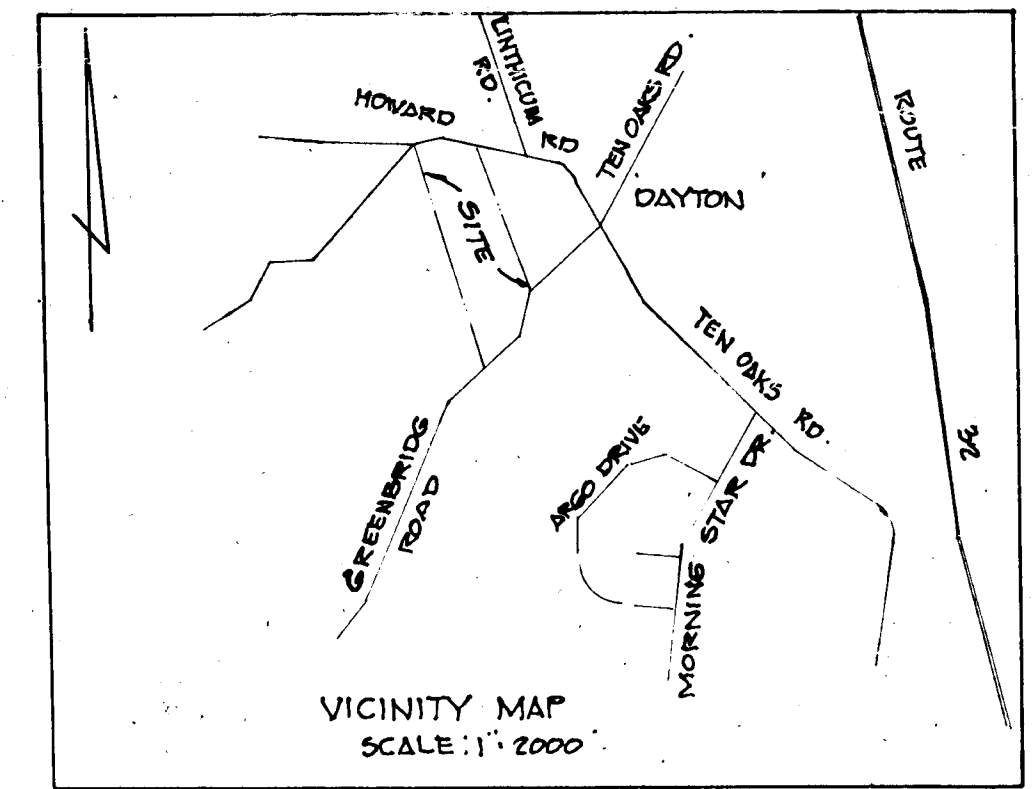 LINTHICUM
RD.
HOWARD
RD
TEN OAKS RD.
DAYTON
ROUTE
SITE
TEN OAKS RD.
ARGO DRIVE
MORNING STAR DR.
GREENBRIDG
ROAD
VICINITY MAP
SCALE: 1" 2000'